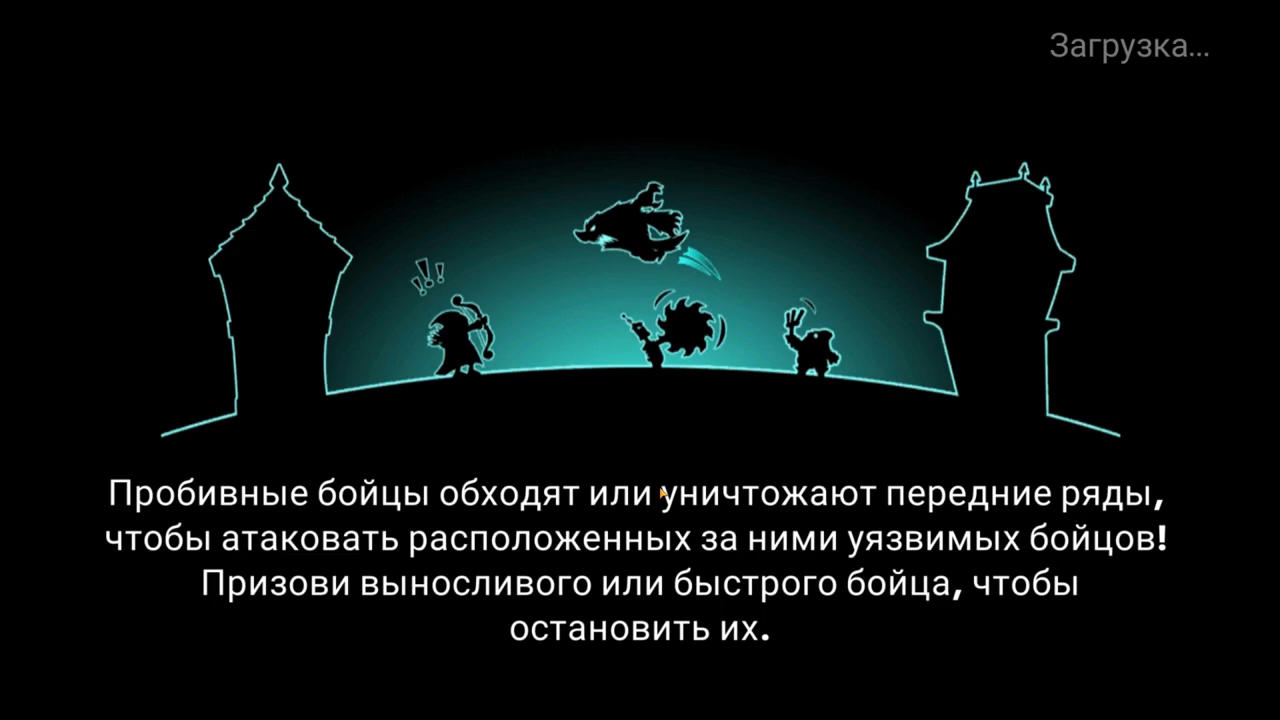 Загрузка...
Пробивные бойцы обходят или уничтожают передние ряды,
чтобы атаковать расположенных за ними уязвимых бойцов!
Призови выносливого или быстрого бойца, чтобы
остановить их.